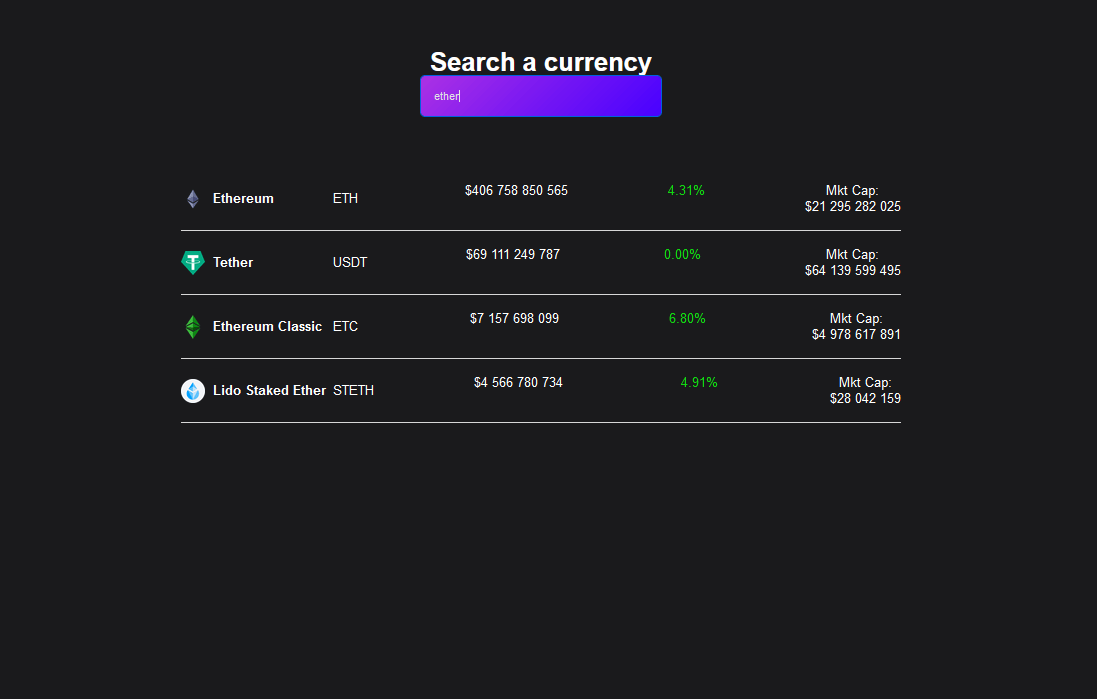 Search a currency
ether
Ethereum ETH $406 758 850 565 4.31% Mkt Cap:
$21 295 282 025
Tether USDT $69 111 249 787 0.00% Mkt Cap:
$64 139 599 495
Ethereum Classic ETC $7 157 698 099 6.80% Mkt Cap:
$4 978 617 891
Lido Staked Ether STETH $4 566 780 734 4.91% Mkt Cap:
$28 042 159